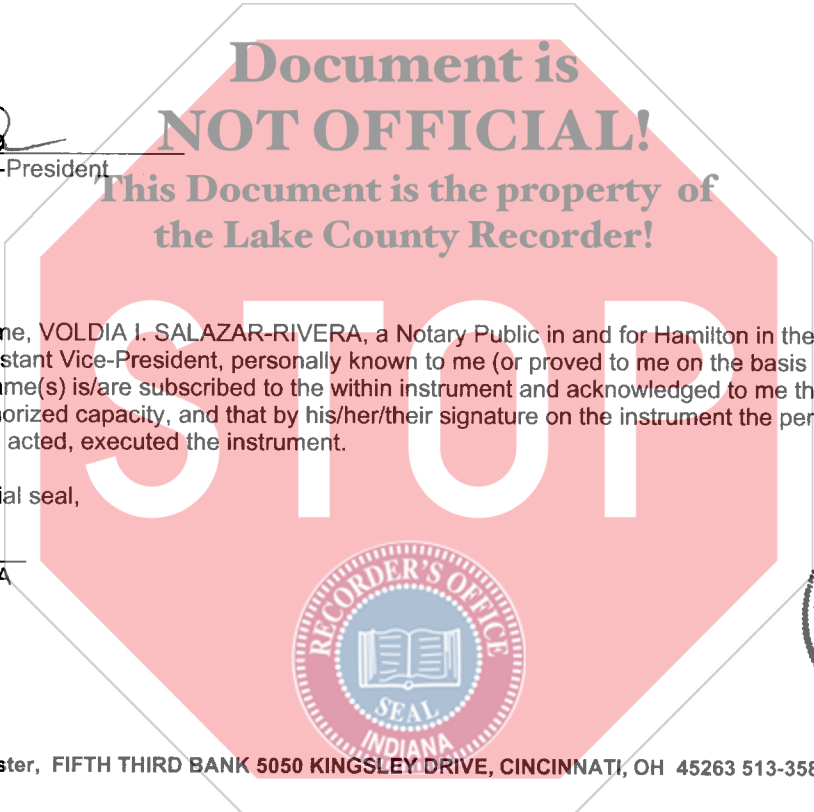 Document is
NOT OFFICIAL!
-President
This Document is the property of
the Lake County Recorder!
STOP
me, VOLDIA I. SALAZAR-RIVERA, a Notary Public in and for Hamilton in the
stant Vice-President, personally known to me (or proved to me on the basis
ame(s) is/are subscribed to the within instrument and acknowledged to me th
horized capacity, and that by his/her/their signature on the instrument the per
acted, executed the instrument.
ial seal,
A
RECORDER'S OFFICE
SEAL
INDIANA
ster, FIFTH THIRD BANK 5050 KINGSLEY DRIVE, CINCINNATI, OH 45263 513-358